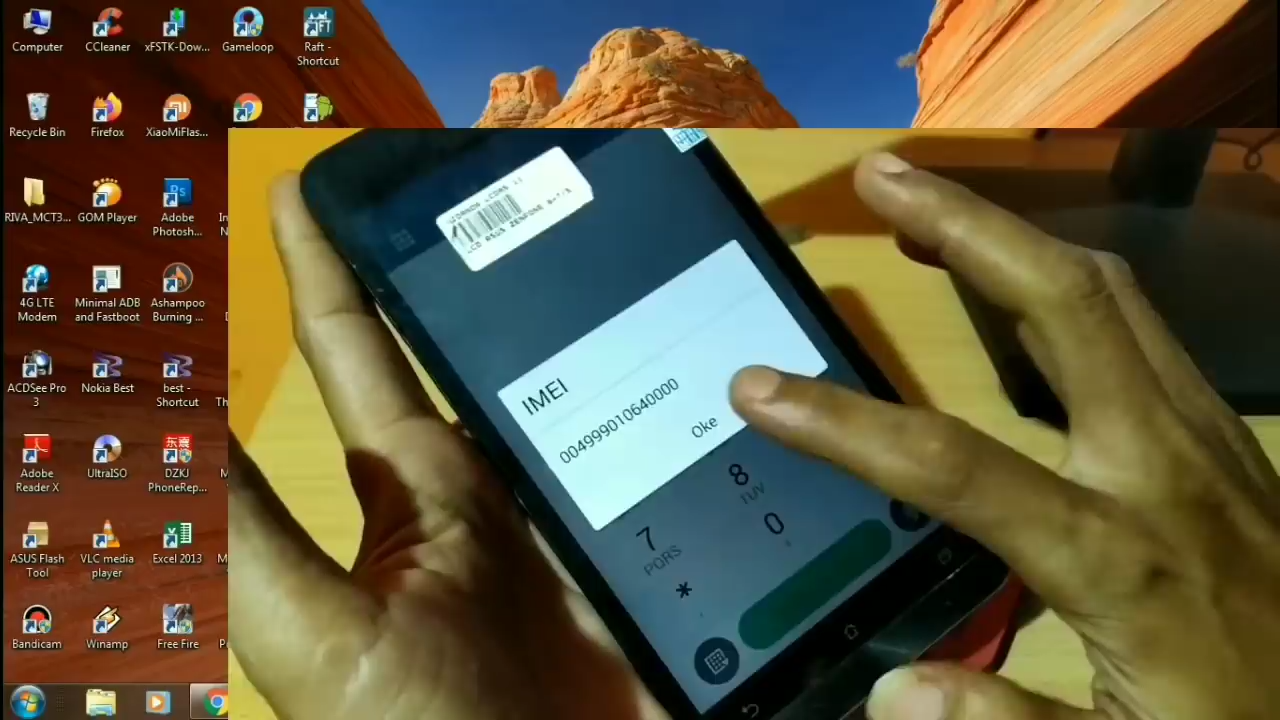 Computer
CCleaner
xFSTK-Dow...
Gameloop
Raft -
Shortcut
Recycle Bin
Firefox
XiaoMiFlas...
RIVA_MCT3...
GOM Player
Adobe
Photosh...
4G LTE
Modem
Minimal ADB
and Fastboot
Ashampoo
Burning ...
ACDSee Pro
3
Nokia Best
best -
Shortcut
Adobe
Reader X
UltraISO
DZKJ
PhoneRep...
ASUS Flash
Tool
VLC media
player
Excel 2013
Bandicam
Winamp
Free Fire
LCD ASUS ZENFONE
IMEI
004999010640000
Oke
7
PQRS
8
TUV
*
0